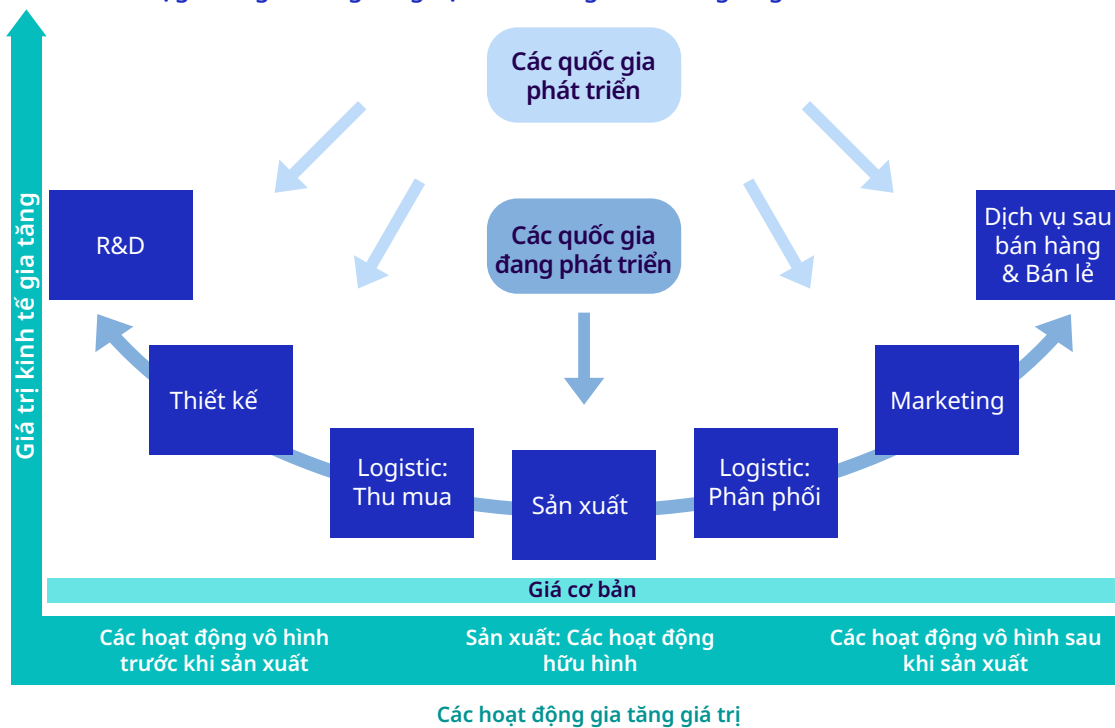 Các quốc gia
phát triển
Các quốc gia
đang phát triển
R&D
Dịch vụ sau
bán hàng
& Bán lẻ
Thiết kế
Marketing
Logistic:
Thu mua
Sản xuất
Logistic:
Phân phối
Giá trị kinh tế gia tăng
Giá cơ bản
Các hoạt động vô hình
trước khi sản xuất
Sản xuất: Các hoạt động
hữu hình
Các hoạt động vô hình sau
khi sản xuất
Các hoạt động gia tăng giá trị